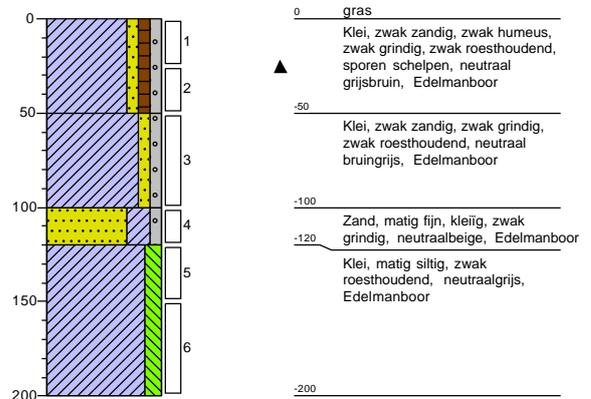 0
50
100
150
200
1
2
3
4
5
6
0
gras
Klei, zwak zandig, zwak humeus,
zwak grindig, zwak roesthoudend,
sporen schelpen, neutraal
grijsbruin, Edelmanboor
-50
Klei, zwak zandig, zwak grindig,
zwak roesthoudend, neutraal
bruingrijs, Edelmanboor
-100
Zand, matig fijn, kleiïg, zwak
grindig, neutraalbeige, Edelmanboor
-120
Klei, matig siltig, zwak
roesthoudend, neutraalgrijs,
Edelmanboor
-200